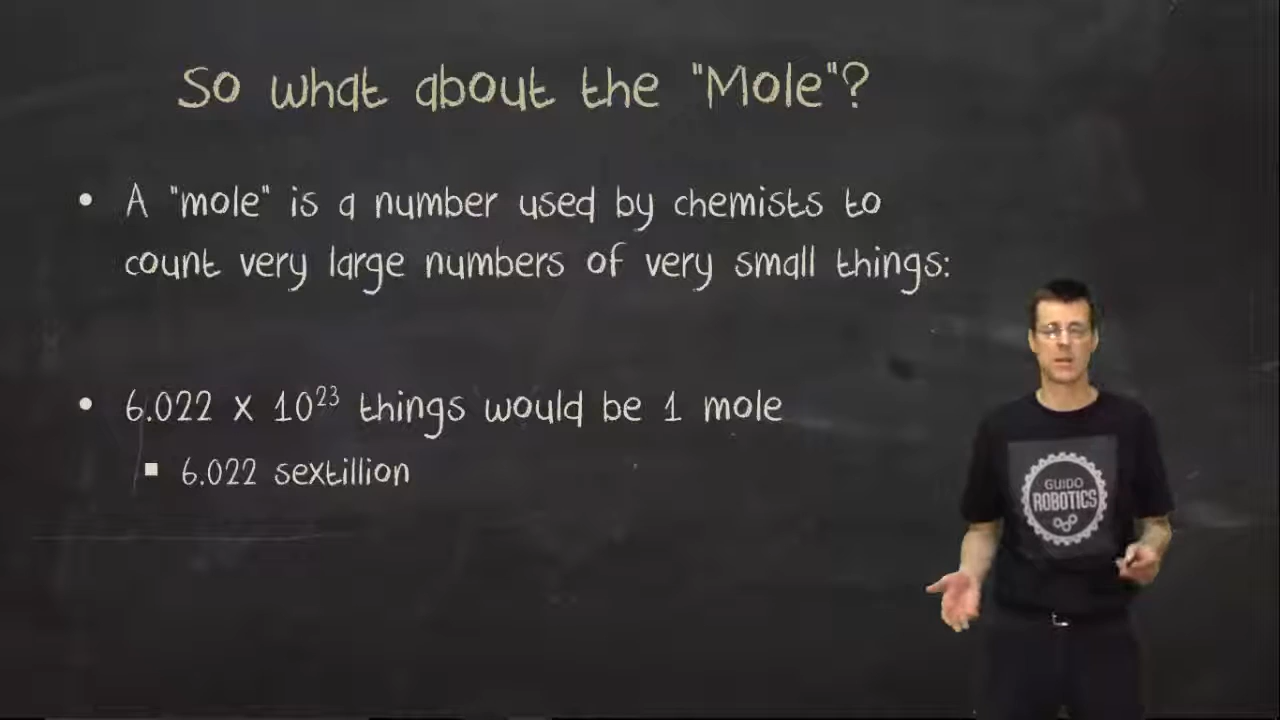 So what about the "Mole"?
• A "mole" is a number used by chemists to
count very large numbers of very small things:
• 6.022 x 10²³ things would be 1 mole
▪ 6.022 sextillion
GUIDO
ROBOTICS